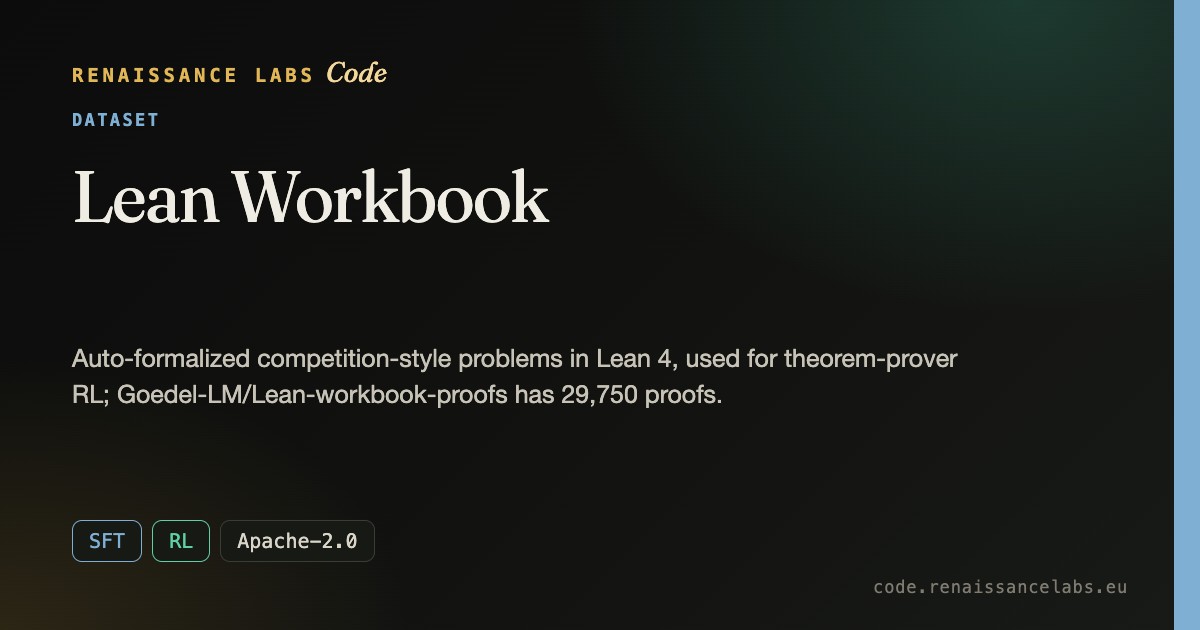 RENAISSANCE LABS Code
DATASET
Lean Workbook
Auto-formalized competition-style problems in Lean 4, used for theorem-prover
RL; Goedel-LM/Lean-workbook-proofs has 29,750 proofs.
SFT RL Apache-2.0
code.renaissancelabs.eu